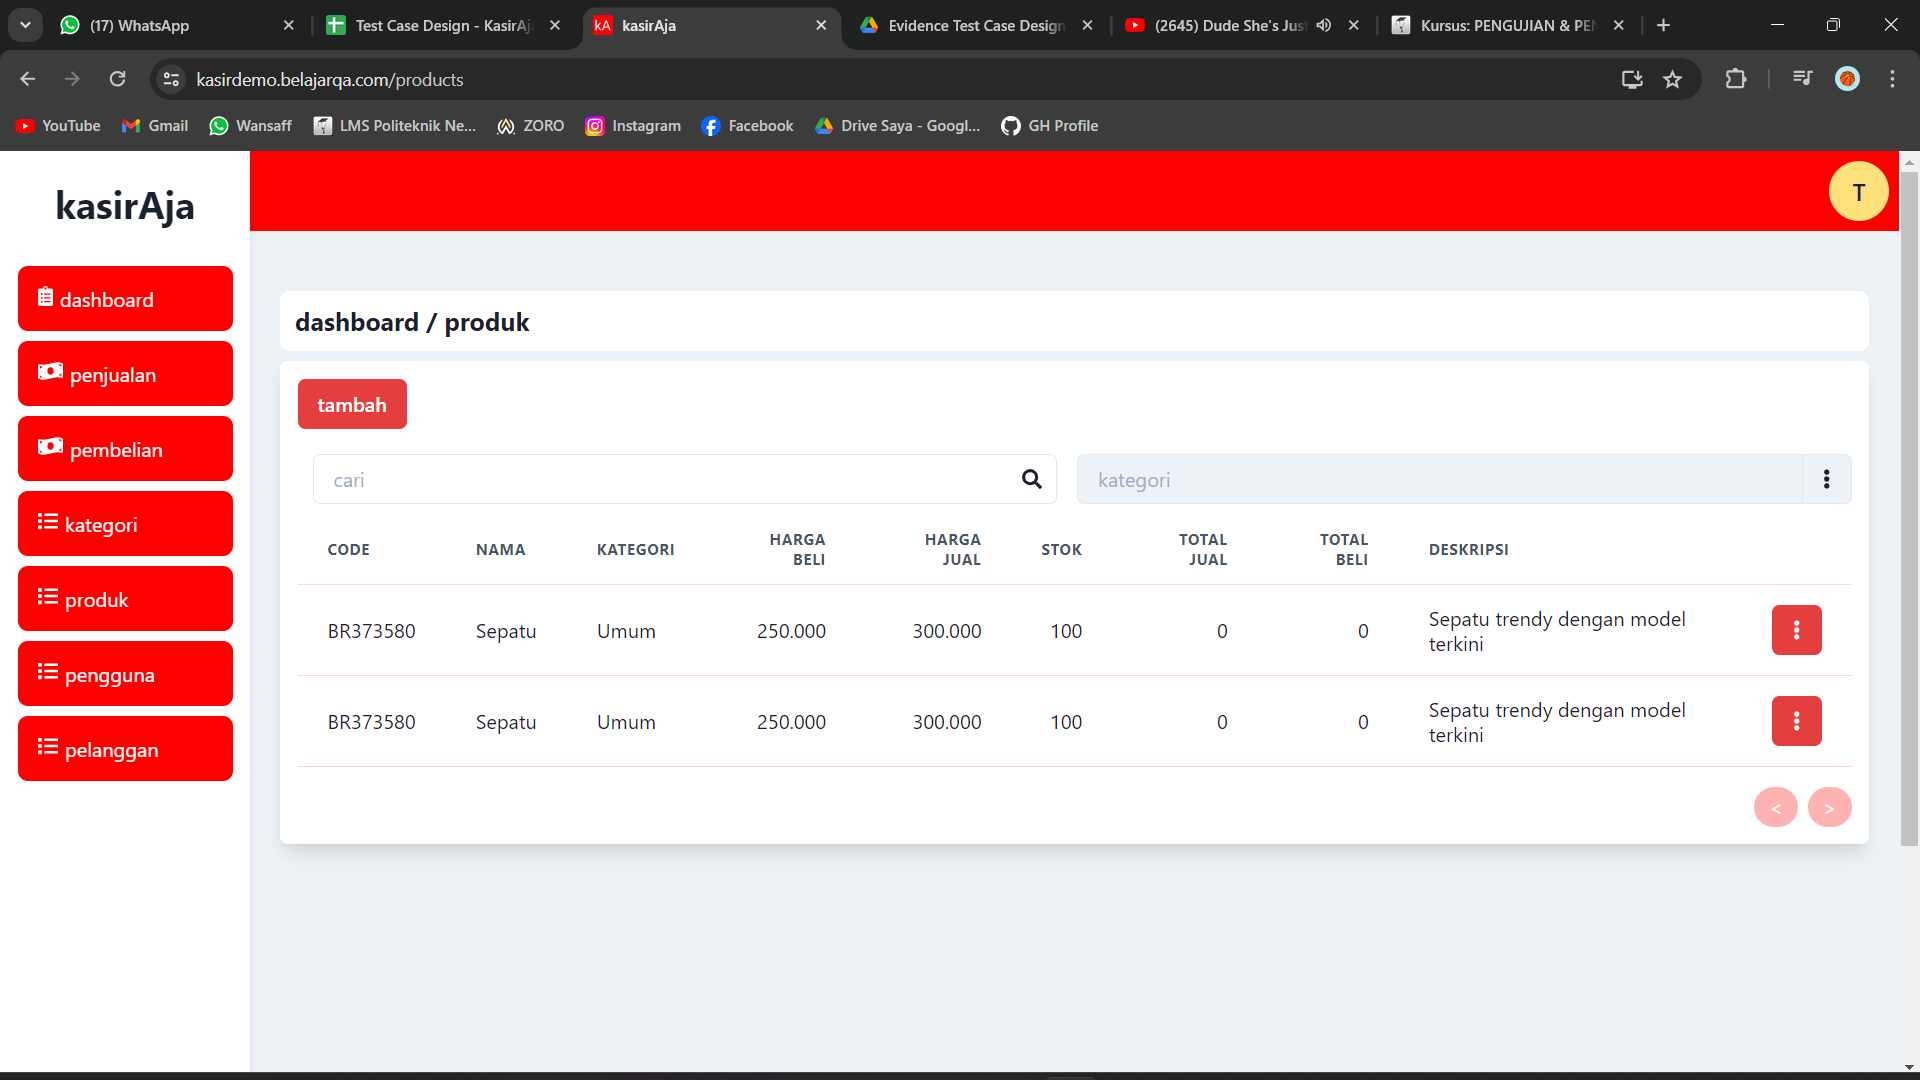 (17) WhatsApp
Test Case Design - KasirAj
kasirAja
Evidence Test Case Design
(2645) Dude She's Jus
Kursus: PENGUJIAN & PEN
kasirdemo.belajarqa.com/products
YouTube
Gmail
Wansaff
LMS Politeknik Ne...
ZORO
Instagram
Facebook
Drive Saya - Googl...
GH Profile
kasirAja
T
dashboard
penjualan
pembelian
kategori
produk
pengguna
pelanggan
dashboard / produk
tambah
cari
kategori
CODE NAMA KATEGORI HARGA BELI HARGA JUAL STOK TOTAL JUAL TOTAL BELI DESKRIPSI
BR373580 Sepatu Umum 250.000 300.000 100 0 0 Sepatu trendy dengan model
terkini
BR373580 Sepatu Umum 250.000 300.000 100 0 0 Sepatu trendy dengan model
terkini
< >